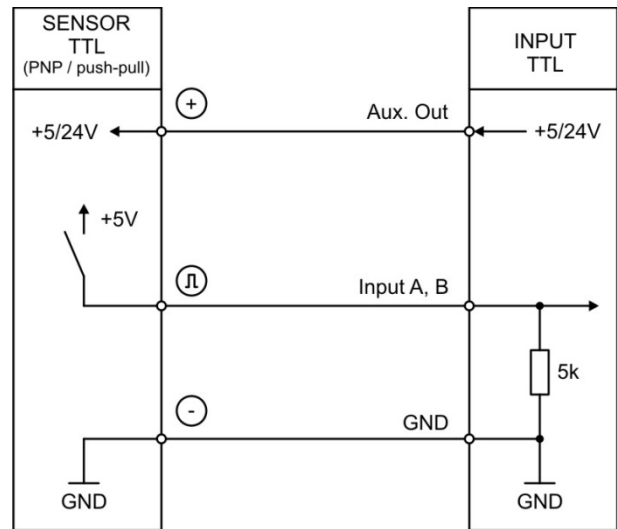 SENSOR
TTL
(PNP / push-pull)
INPUT
TTL
+
Aux. Out
+5/24V
+5/24V
+5V
Input A, B
5k
-
GND
GND
GND